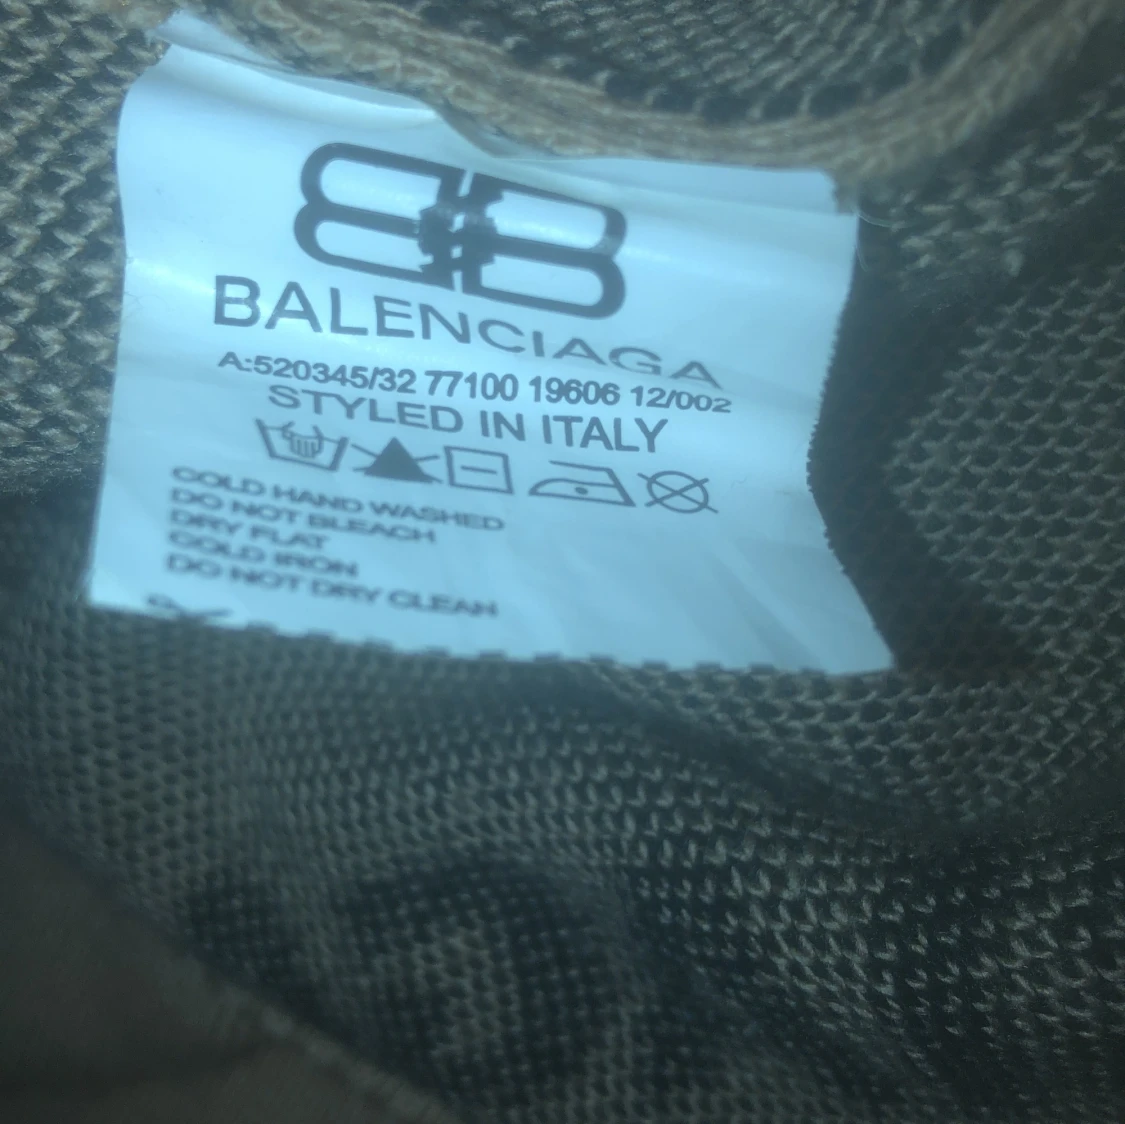 BB
BALENCIAGA
A:520345/32 77100 19606 12/002
STYLED IN ITALY
COLD HAND WASHED
DO NOT BLEACH
DRY FLAT
COLD IRON
DO NOT DRY CLEAN